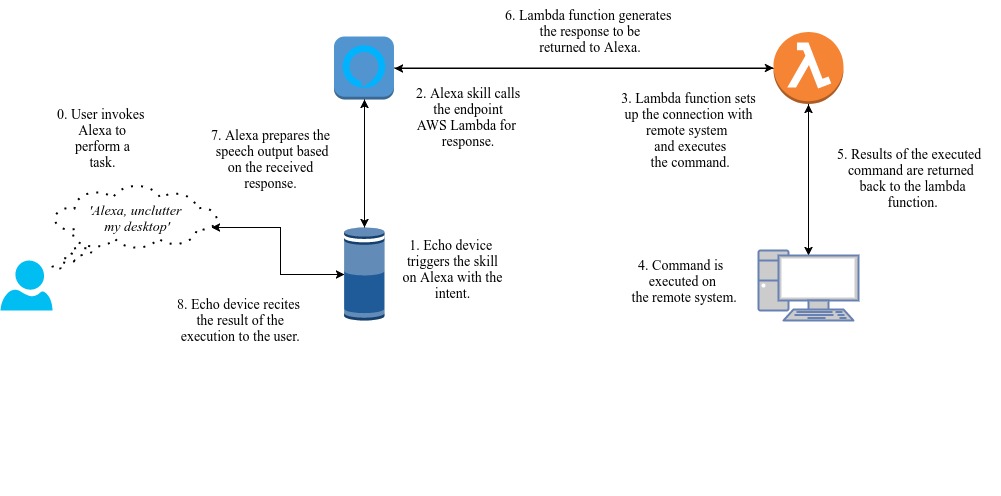 6. Lambda function generates
the response to be
returned to Alexa.
2. Alexa skill calls
the endpoint
AWS Lambda for
response.
3. Lambda function sets
up the connection with
remote system
and executes
the command.
0. User invokes
Alexa to
perform a
task.
7. Alexa prepares the
speech output based
on the received
response.
5. Results of the executed
command are returned
back to the lambda
function.
'Alexa, unclutter
my desktop'
1. Echo device
triggers the skill
on Alexa with the
intent.
4. Command is
executed on
the remote system.
8. Echo device recites
the result of the
execution to the user.